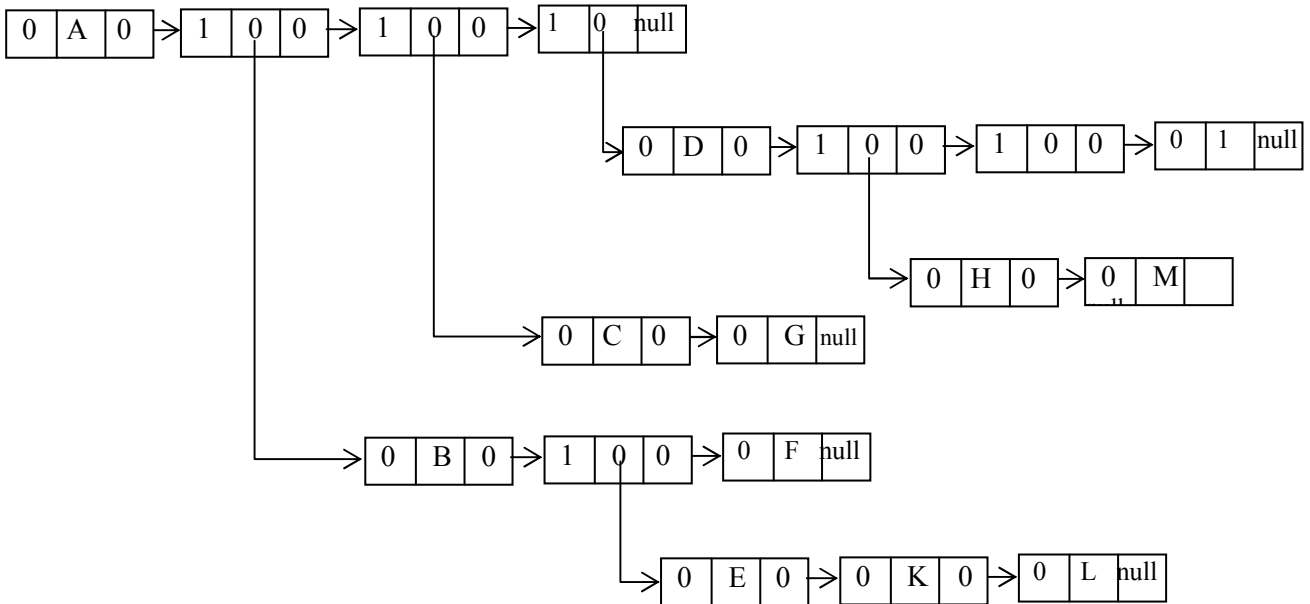 0 A 0 1 0 0 1 0 0 1 0 null
0 D 0 1 0 0 1 0 0 0 1 null
0 H 0 0 M
0 C 0 0 G null
0 B 0 1 0 0 0 F null
0 E 0 0 K 0 0 L null